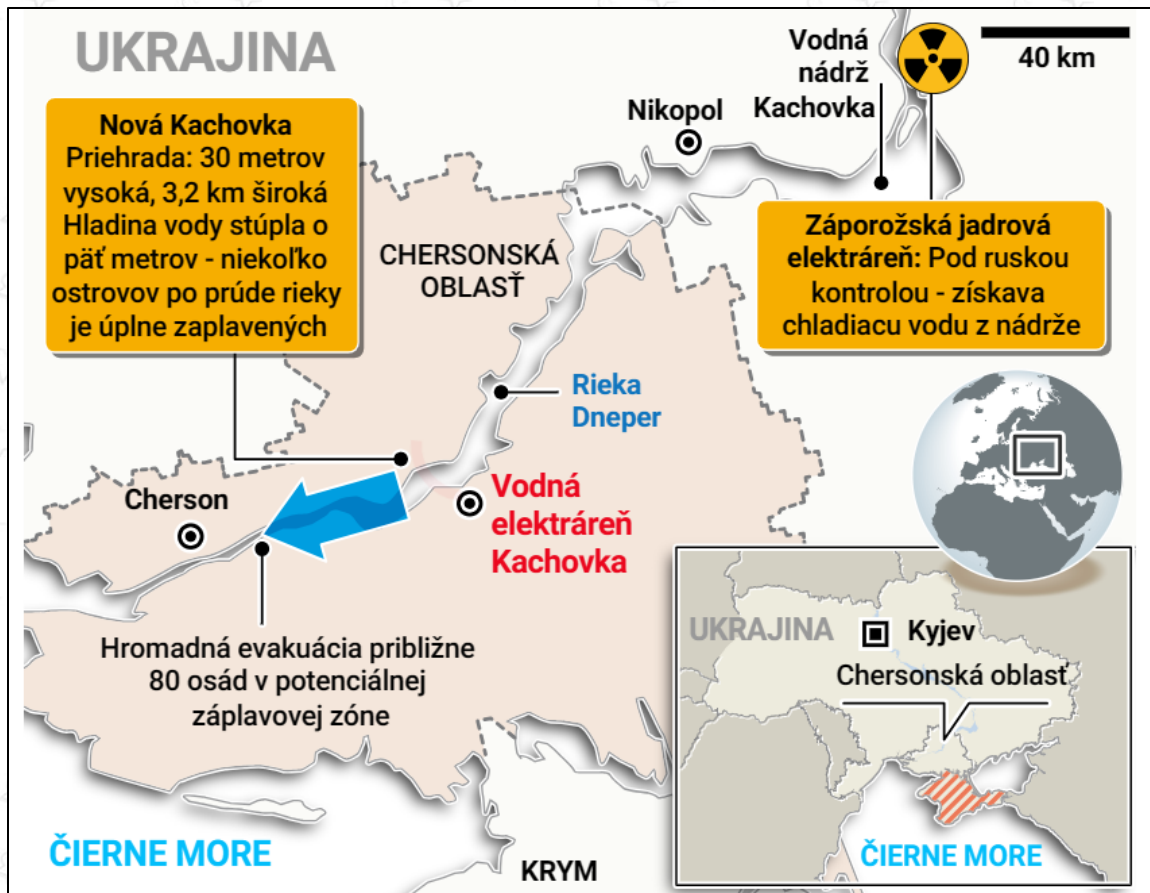 UKRAJINA
Nová Kachovka
Priehrada: 30 metrov
vysoká, 3,2 km široká
Hladina vody stúpla o
päť metrov - niekoľko
ostrovov po prúde rieky
je úplne zaplavených
Nikopol
Vodná
nádrž
Kachovka
40 km
Záporožská jadrová
elektráreň: Pod ruskou
kontrolou - získava
chladiacu vodu z nádrže
CHERSONSKÁ
OBLASŤ
Rieka
Dneper
Cherson
Vodná
elektráreň
Kachovka
Hromadná evakuácia približne
80 osád v potenciálnej
záplavovej zóne
ČIERNE MORE
KRYM
UKRAJINA
Kyjev
Chersonská oblasť
ČIERNE MORE